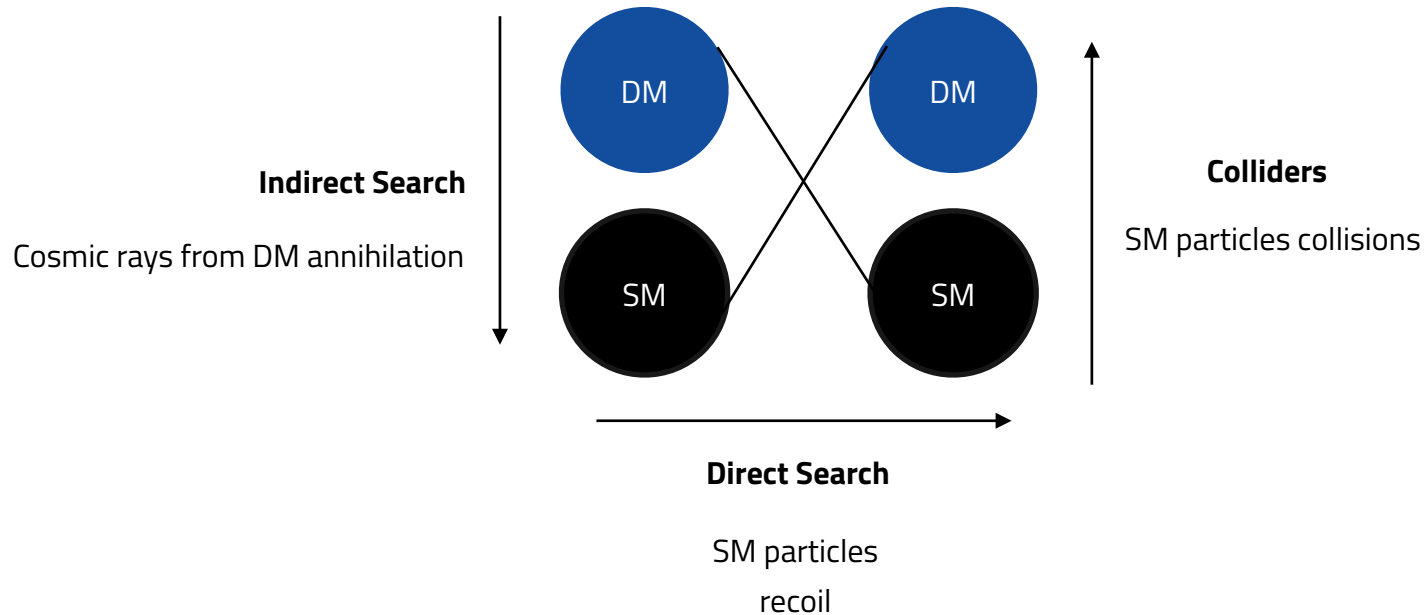 DM
DM
Indirect Search
Colliders
Cosmic rays from DM annihilation
SM particles collisions
SM
SM
Direct Search
SM particles
recoil